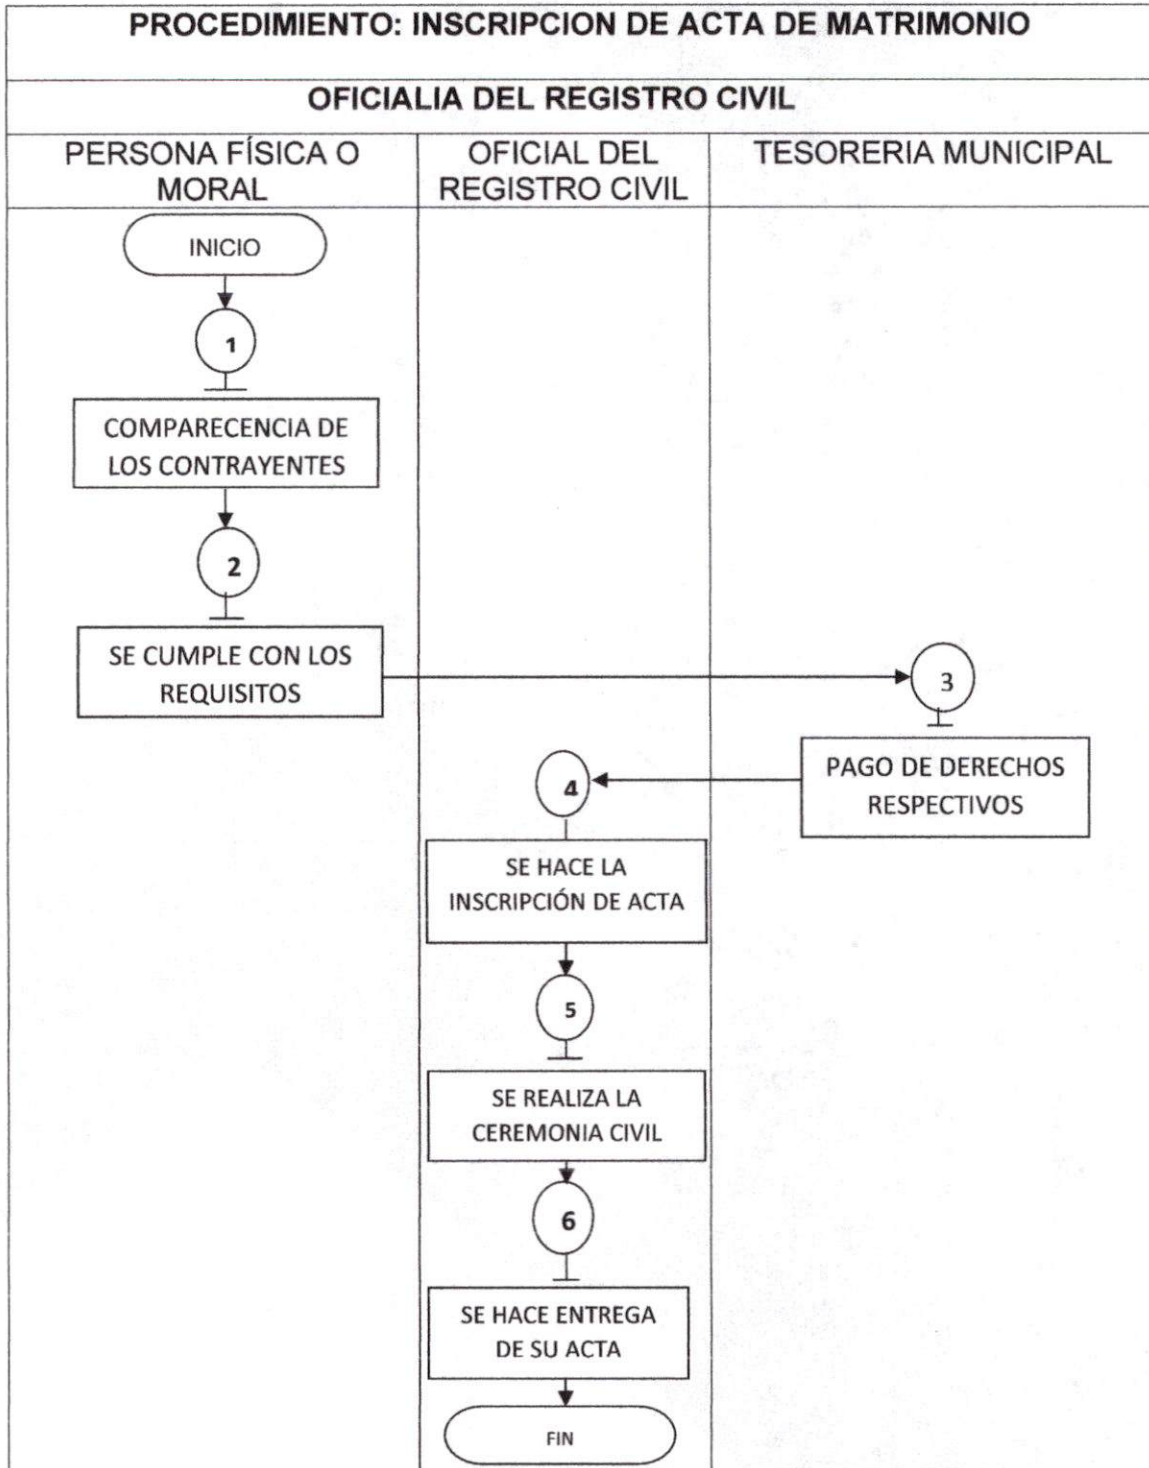 PROCEDIMIENTO: INSCRIPCION DE ACTA DE MATRIMONIO
OFICIALIA DEL REGISTRO CIVIL
PERSONA FÍSICA O
MORAL
OFICIAL DEL
REGISTRO CIVIL
TESORERIA MUNICIPAL
INICIO
1
COMPARECENCIA DE
LOS CONTRAYENTES
2
SE CUMPLE CON LOS
REQUISITOS
3
PAGO DE DERECHOS
RESPECTIVOS
4
SE HACE LA
INSCRIPCIÓN DE ACTA
5
SE REALIZA LA
CEREMONIA CIVIL
6
SE HACE ENTREGA
DE SU ACTA
FIN